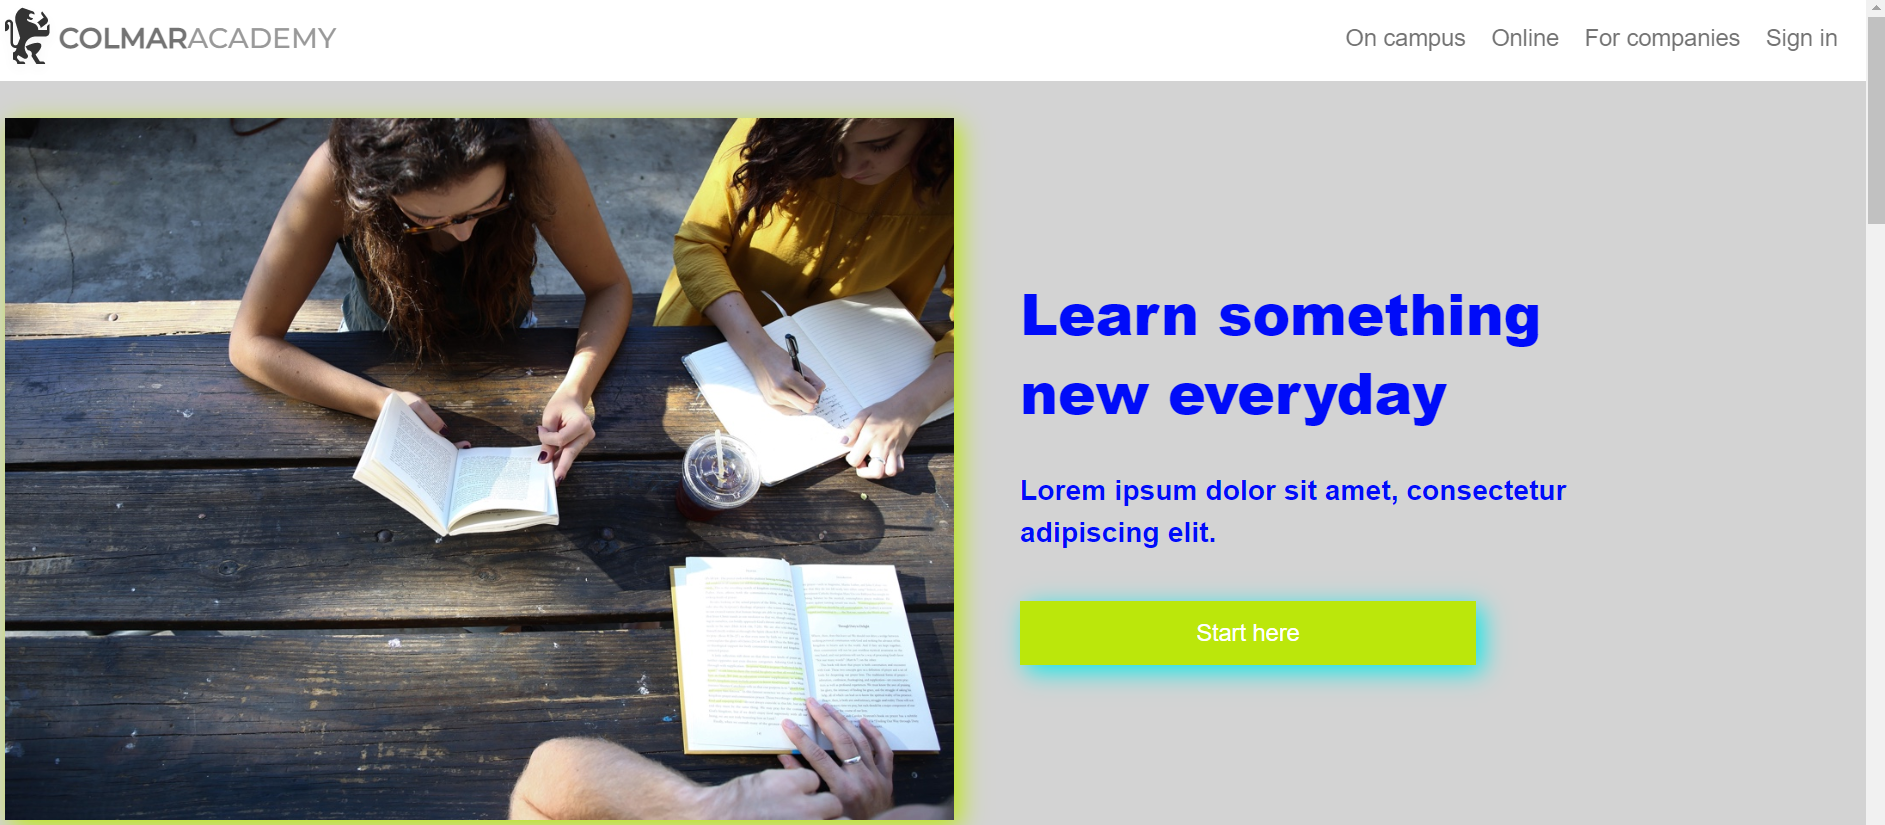 COLMARACADEMY
On campus Online For companies Sign in
Learn something
new everyday
Lorem ipsum dolor sit amet, consectetur
adipiscing elit.
Start here